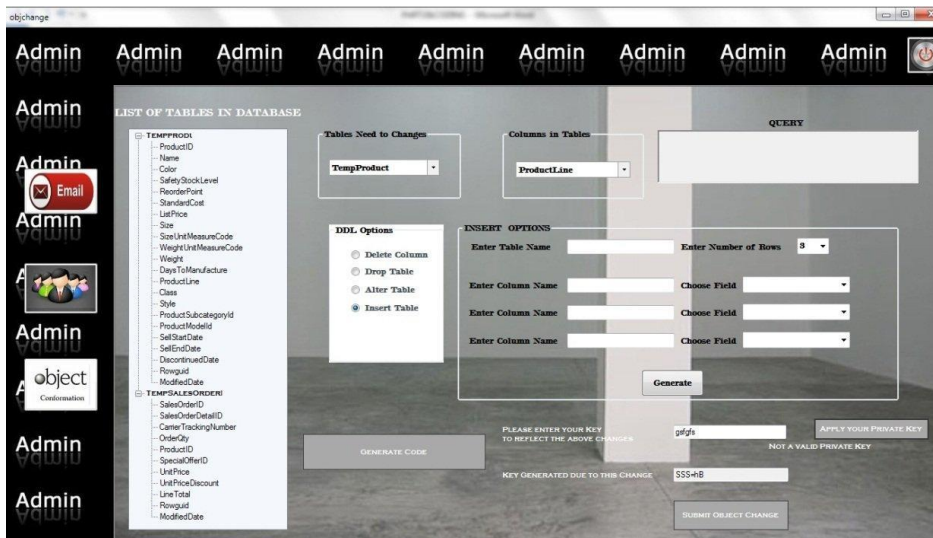 objchange
Admin Admin Admin Admin Admin Admin Admin Admin Admin
Admin
Admin
Email
Admin
Admin
object
Conformation
Admin
Admin
LIST OF TABLES IN DATABASE
TEMPPRODU
ProductID
Name
Color
SafetyStockLevel
ReorderPoint
StandardCost
ListPrice
Size
SizeUnitMeasureCode
WeightUnitMeasureCode
Weight
DaysToManufacture
ProductLine
Class
Style
ProductSubcategoryId
ProductModelId
SellStartDate
SellEndDate
DiscontinuedDate
Rowguid
ModifiedDate
TEMPSALESORDERI
SalesOrderID
SalesOrderDetailID
CarrierTrackingNumber
OrderQty
ProductID
SpecialOfferID
UnitPrice
UnitPriceDiscount
LineTotal
Rowguid
ModifiedDate
Tables Need to Changes
TempProduct
Columns in Tables
ProductLine
QUERY
DDL Options
Delete Column
Drop Table
Alter Table
Insert Table
INSERT OPTIONS
Enter Table Name Enter Number of Rows 3
Enter Column Name Choose Field
Enter Column Name Choose Field
Enter Column Name Choose Field
Generate
GENERATE CODE
PLEASE ENTER YOUR KEY
TO REFLECT THE ABOVE CHANGES
gsfgfs
APPLY YOUR PRIVATE KEY
NOT A VALID PRIVATE KEY
KEY GENERATED DUE TO THIS CHANGE SSS=hB
SUBMIT OBJECT CHANGE